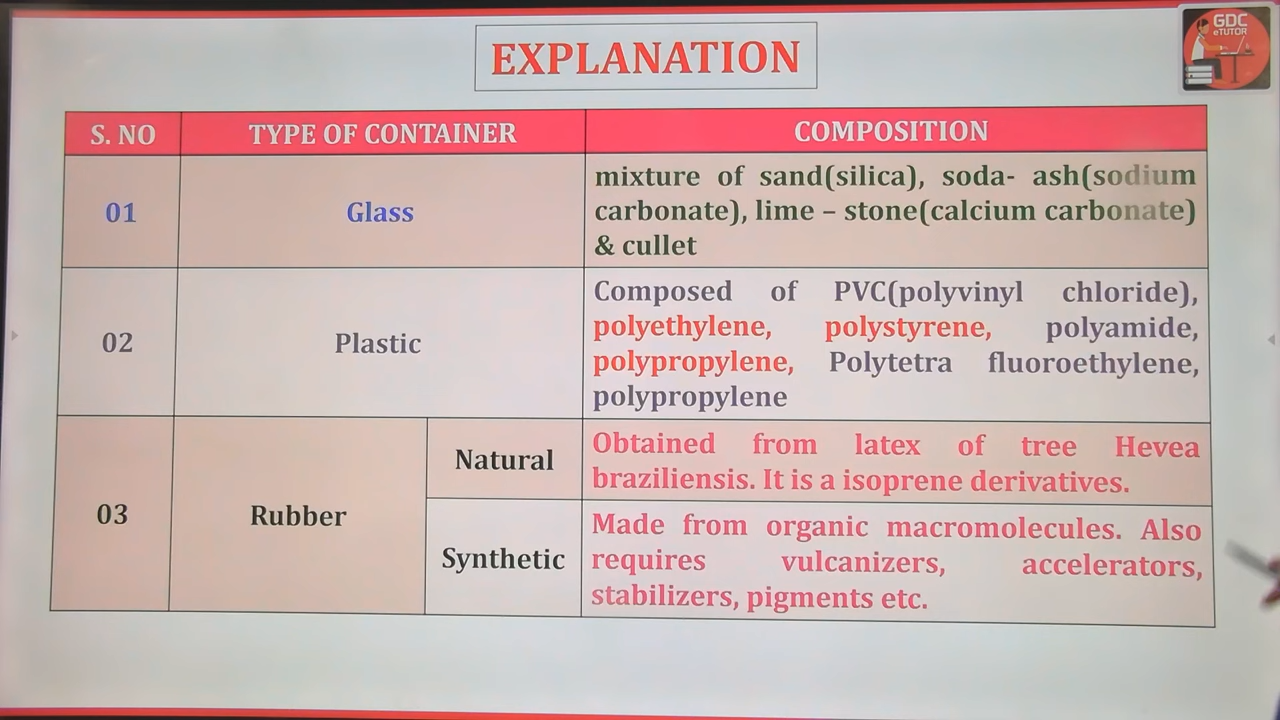 EXPLANATION
GDC
eTUTOR
S. NO TYPE OF CONTAINER COMPOSITION
01 Glass
mixture of sand(silica), soda- ash(sodium
carbonate), lime – stone(calcium carbonate)
& cullet
02 Plastic
Composed of PVC(polyvinyl chloride),
polyethylene, polystyrene, polyamide,
polypropylene, Polytetra fluoroethylene,
polypropylene
03 Rubber
Natural
Obtained from latex of tree Hevea
braziliensis. It is a isoprene derivatives.
Synthetic
Made from organic macromolecules. Also
requires vulcanizers, accelerators,
stabilizers, pigments etc.